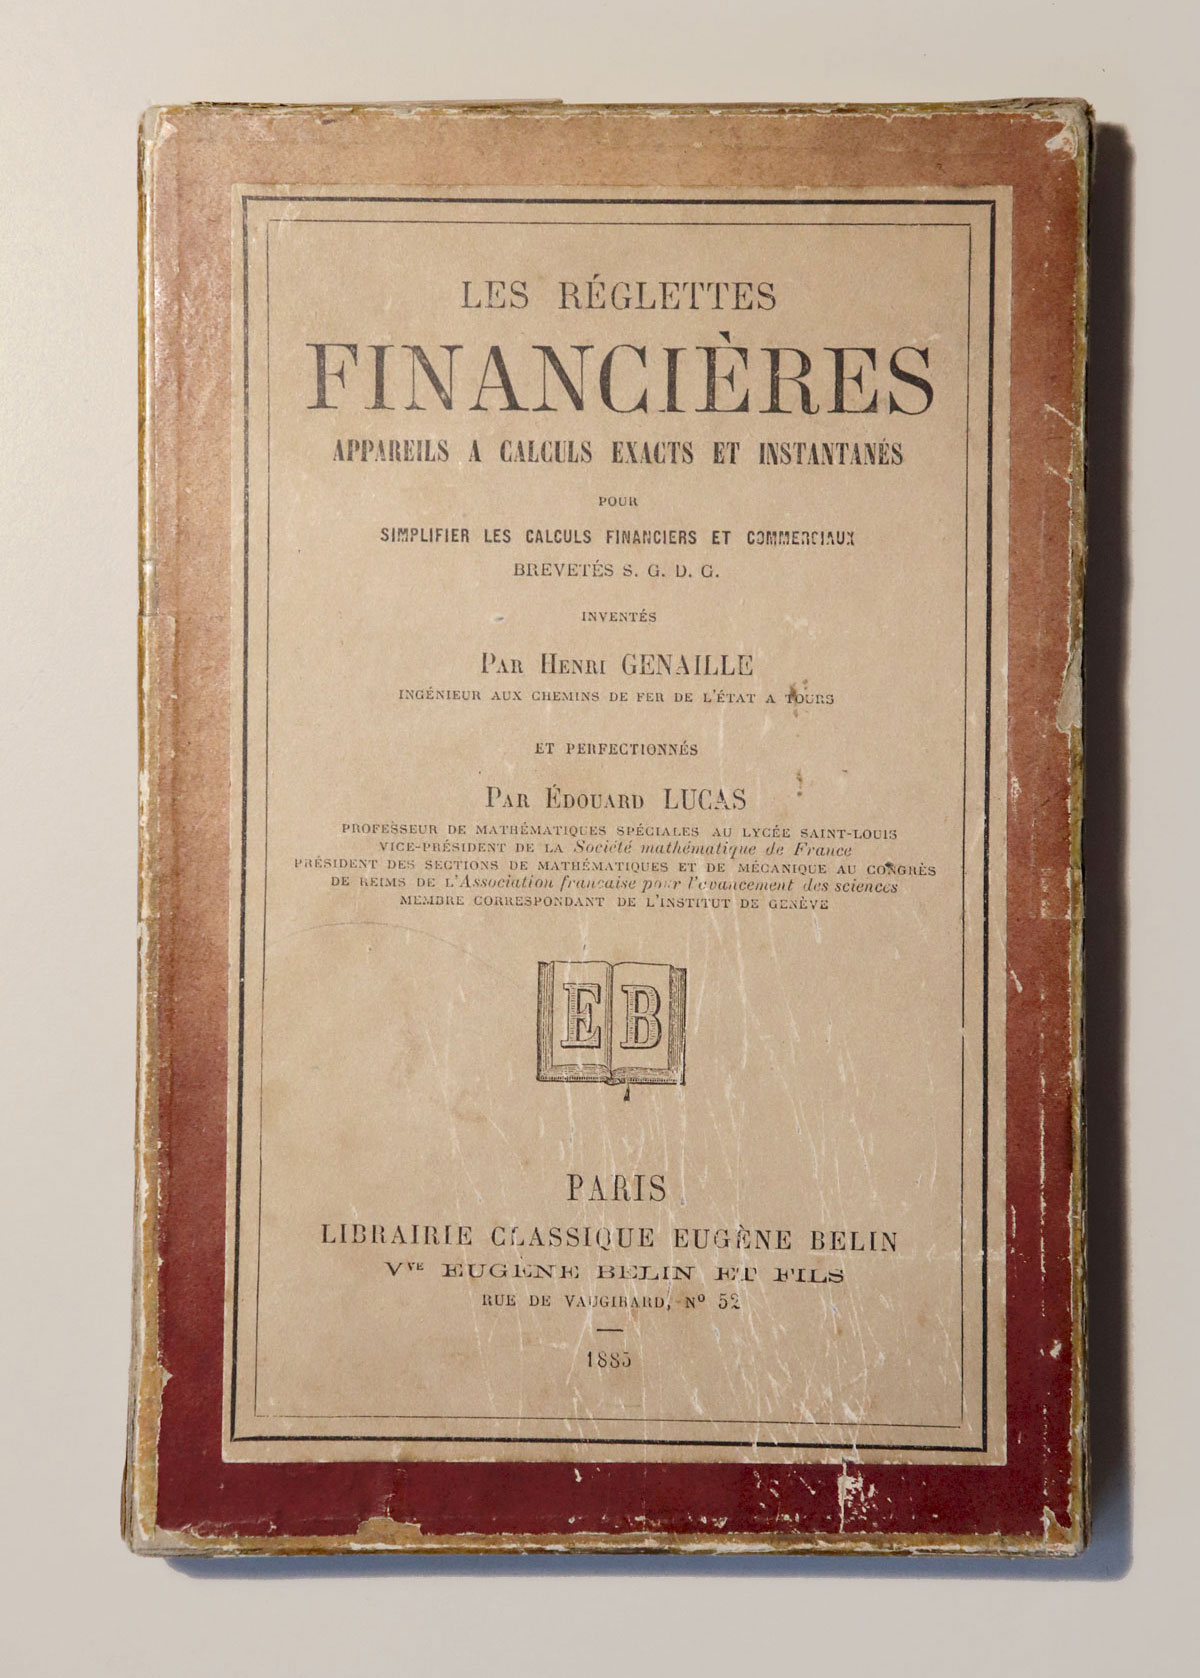 LES RÉGLETTES
FINANCIÈRES
APPAREILS A CALCULS EXACTS ET INSTANTANÉS
POUR
SIMPLIFIER LES CALCULS FINANCIERS ET COMMERCIAUX
BREVETÉS S. G. D. G.
INVENTÉS
PAR HENRI GENAILLE
INGÉNIEUR AUX CHEMINS DE FER DE L'ÉTAT A TOURS
ET PERFECTIONNÉS
PAR ÉDOUARD LUCAS
PROFESSEUR DE MATHÉMATIQUES SPÉCIALES AU LYCÉE SAINT-LOUIS
VICE-PRÉSIDENT DE LA Société mathématique de France
PRÉSIDENT DES SECTIONS DE MATHÉMATIQUES ET DE MÉCANIQUE AU CONGRÈS
DE REIMS DE L'Association française pour l'avancement des sciences
MEMBRE CORRESPONDANT DE L'INSTITUT DE GENÈVE
EB
PARIS
LIBRAIRIE CLASSIQUE EUGÈNE BELIN
Vve EUGÈNE BELIN ET FILS
RUE DE VAUGIRARD, No 52
1885